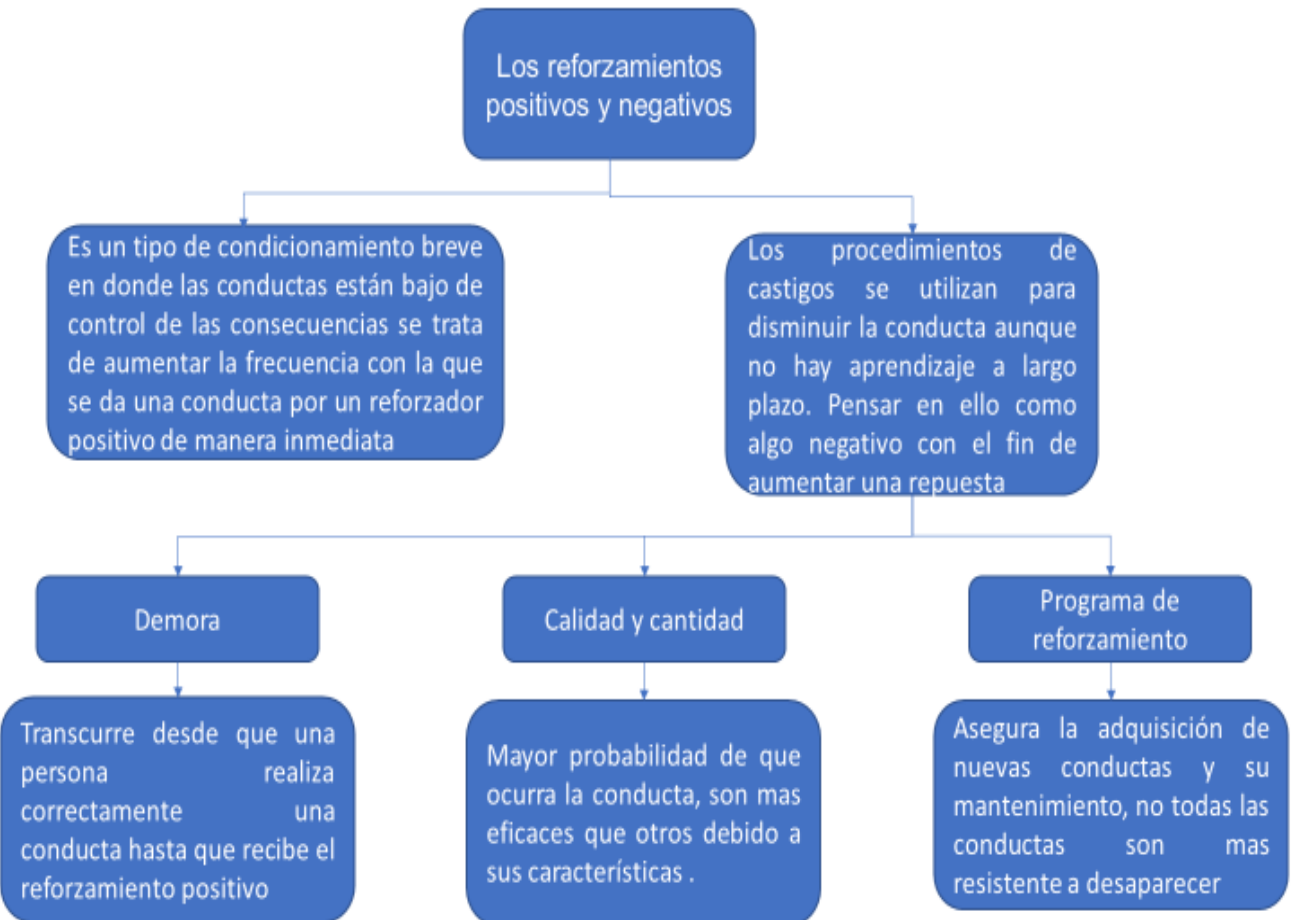 Los reforzamientos
positivos y negativos
Es un tipo de condicionamiento breve
en donde las conductas están bajo de
control de las consecuencias se trata
de aumentar la frecuencia con la que
se da una conducta por un reforzador
positivo de manera inmediata
Los procedimientos de
castigos se utilizan para
disminuir la conducta aunque
no hay aprendizaje a largo
plazo. Pensar en ello como
algo negativo con el fin de
aumentar una repuesta
Demora
Calidad y cantidad
Programa de
reforzamiento
Transcurre desde que una
persona realiza
correctamente una
conducta hasta que recibe el
reforzamiento positivo
Mayor probabilidad de que
ocurra la conducta, son mas
eficaces que otros debido a
sus características .
Asegura la adquisición de
nuevas conductas y su
mantenimiento, no todas las
conductas son mas
resistente a desaparecer